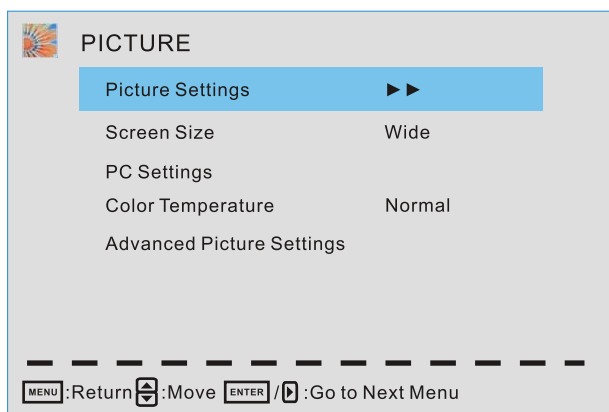 PICTURE
Picture Settings ►►
Screen Size Wide
PC Settings
Color Temperature Normal
Advanced Picture Settings
MENU:Return :Move ENTER / :Go to Next Menu